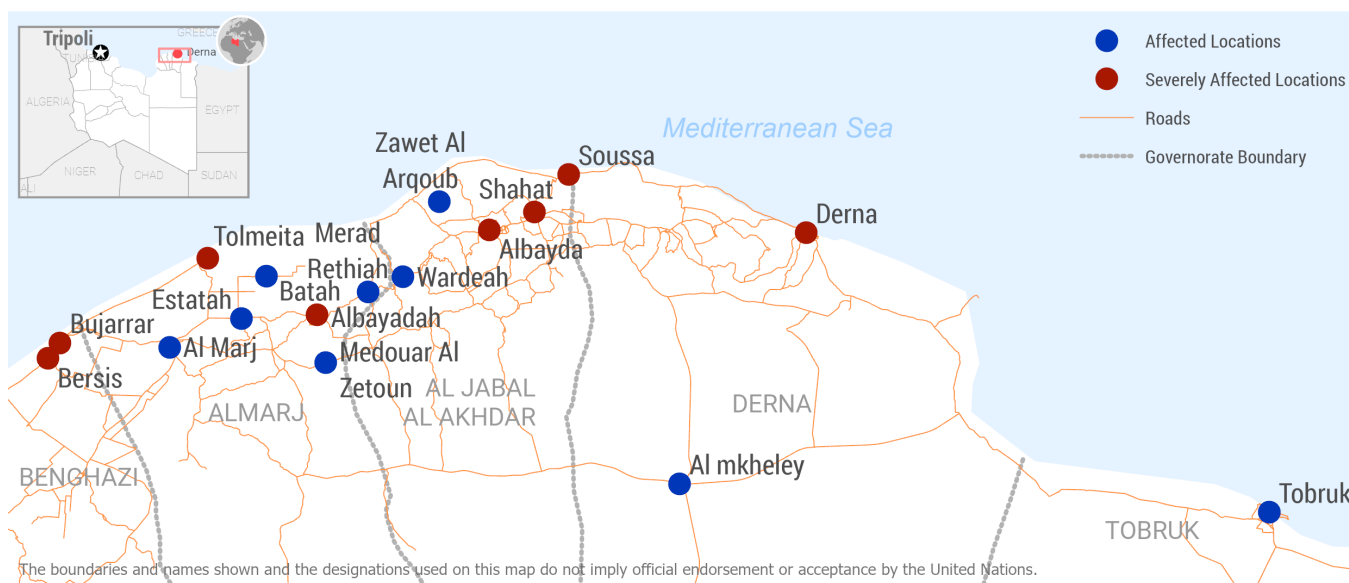 GREECE
Tripoli
TUNI
Derna
ALGERIA
EGYPT
NIGER
CHAD
SUDAN
ALI
Affected Locations
Severely Affected Locations
Roads
Governorate Boundary
Mediterranean Sea
Zawet Al
Arqoub
Soussa
Shahat
Derna
Tolmeita
Merad
Albayda
Rethiah
Wardeah
Batah
Estatah
Albayadah
Bujarrar
Al Marj
Medouar Al
Zetoun
Bersis
AL JABAL
AL AKHDAR
ALMARJ
DERNA
BENGHAZI
Al mkheley
Tobruk
TOBRUK
The boundaries and names shown and the designations used on this map do not imply official endorsement or acceptance by the United Nations.